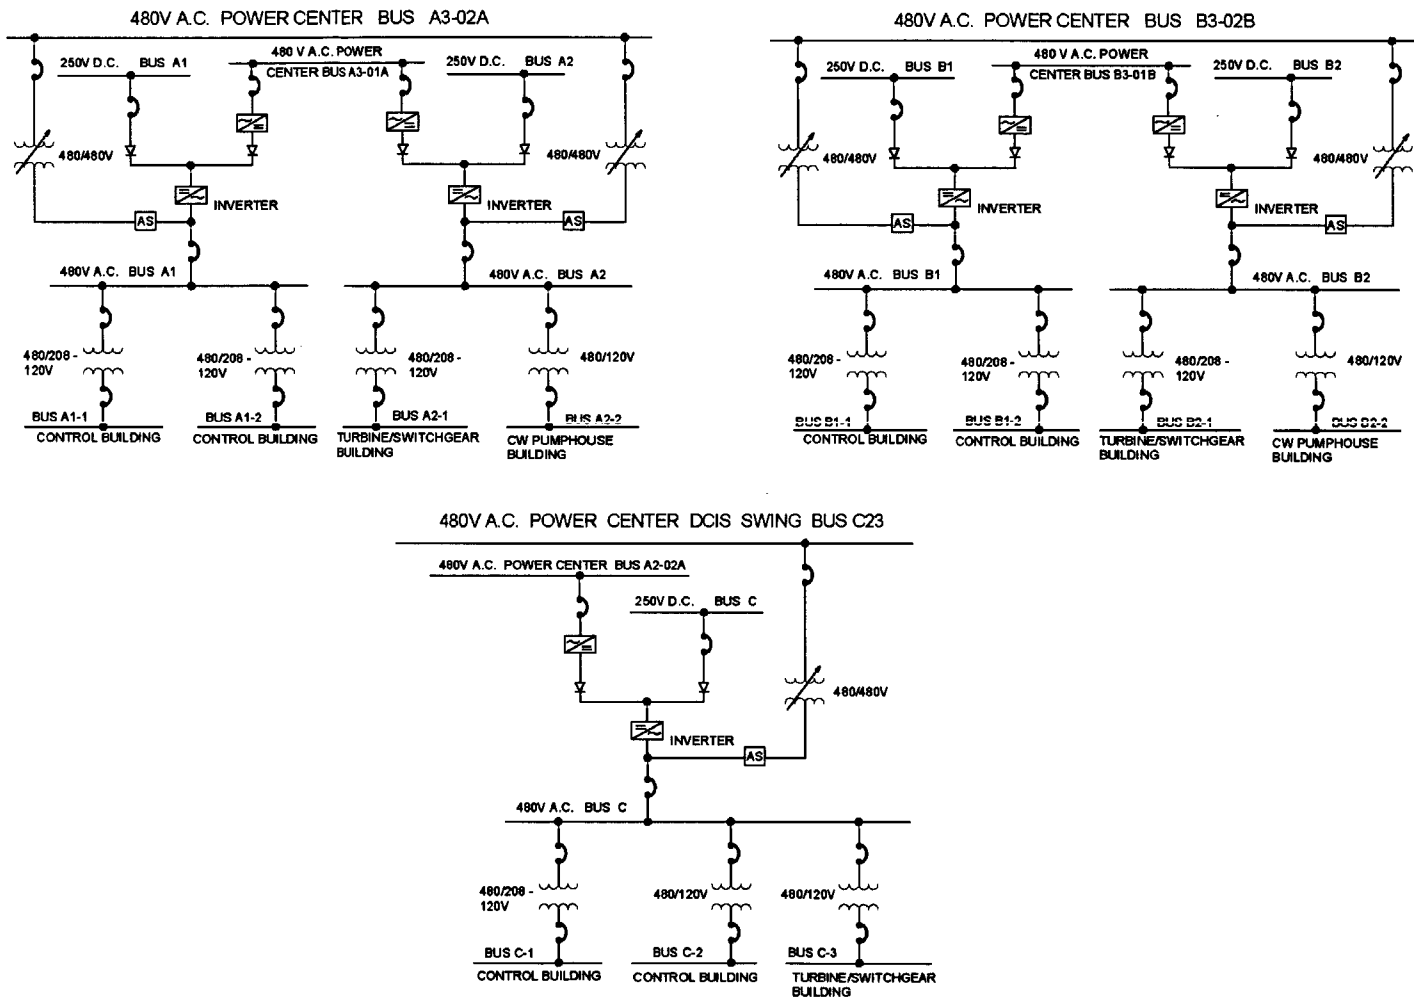 480V A.C. POWER CENTER BUS A3-02A
480 V A.C. POWER
CENTER BUS A3-01A
250V D.C. BUS A1
250V D.C. BUS A2
480/480V
480/480V
INVERTER
INVERTER
AS
AS
480V A.C. BUS A1
480V A.C. BUS A2
480/208 -
120V
480/208 -
120V
480/208 -
120V
480/120V
BUS A1-1
BUS A1-2
BUS A2-1
BUS A2-2
CONTROL BUILDING
CONTROL BUILDING
TURBINE/SWITCHGEAR
BUILDING
CW PUMPHOUSE
BUILDING
480V A.C. POWER CENTER BUS B3-02B
480 V A.C. POWER
CENTER BUS B3-01B
250V D.C. BUS B1
250V D.C. BUS B2
480/480V
480/480V
INVERTER
INVERTER
AS
AS
480V A.C. BUS B1
480V A.C. BUS B2
480/208 -
120V
480/208 -
120V
480/208 -
120V
480/120V
BUS B1-1
BUS B1-2
BUS B2-1
BUS B2-2
CONTROL BUILDING
CONTROL BUILDING
TURBINE/SWITCHGEAR
BUILDING
CW PUMPHOUSE
BUILDING
480V A.C. POWER CENTER DCIS SWING BUS C23
480V A.C. POWER CENTER BUS A2-02A
250V D.C. BUS C
480/480V
INVERTER
AS
480V A.C. BUS C
480/208 -
120V
480/120V
480/120V
BUS C-1
BUS C-2
BUS C-3
CONTROL BUILDING
CONTROL BUILDING
TURBINE/SWITCHGEAR
BUILDING